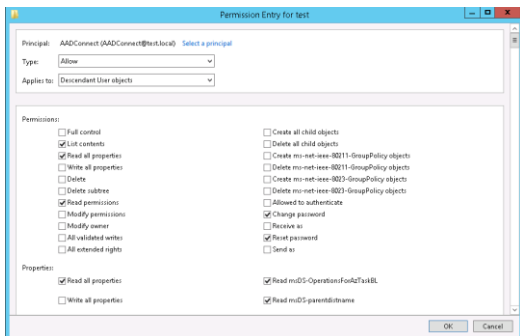 Permission Entry for test
Principal: AADConnect (AADConnect@test.local) Select a principal
Type: Allow
Applies to: Descendant User objects
Permissions:
Full control Create all child objects
List contents Delete all child objects
Read all properties Create ms-net-ieee-80211-GroupPolicy objects
Write all properties Delete ms-net-ieee-80211-GroupPolicy objects
Delete Create ms-net-ieee-8023-GroupPolicy objects
Delete subtree Delete ms-net-ieee-8023-GroupPolicy objects
Read permissions Allowed to authenticate
Modify permissions Change password
Modify owner Receive as
All validated writes Reset password
All extended rights Send as
Properties:
Read all properties Read msDS-OperationsForAzTaskBL
Write all properties Read msDS-parentdistname
OK Cancel